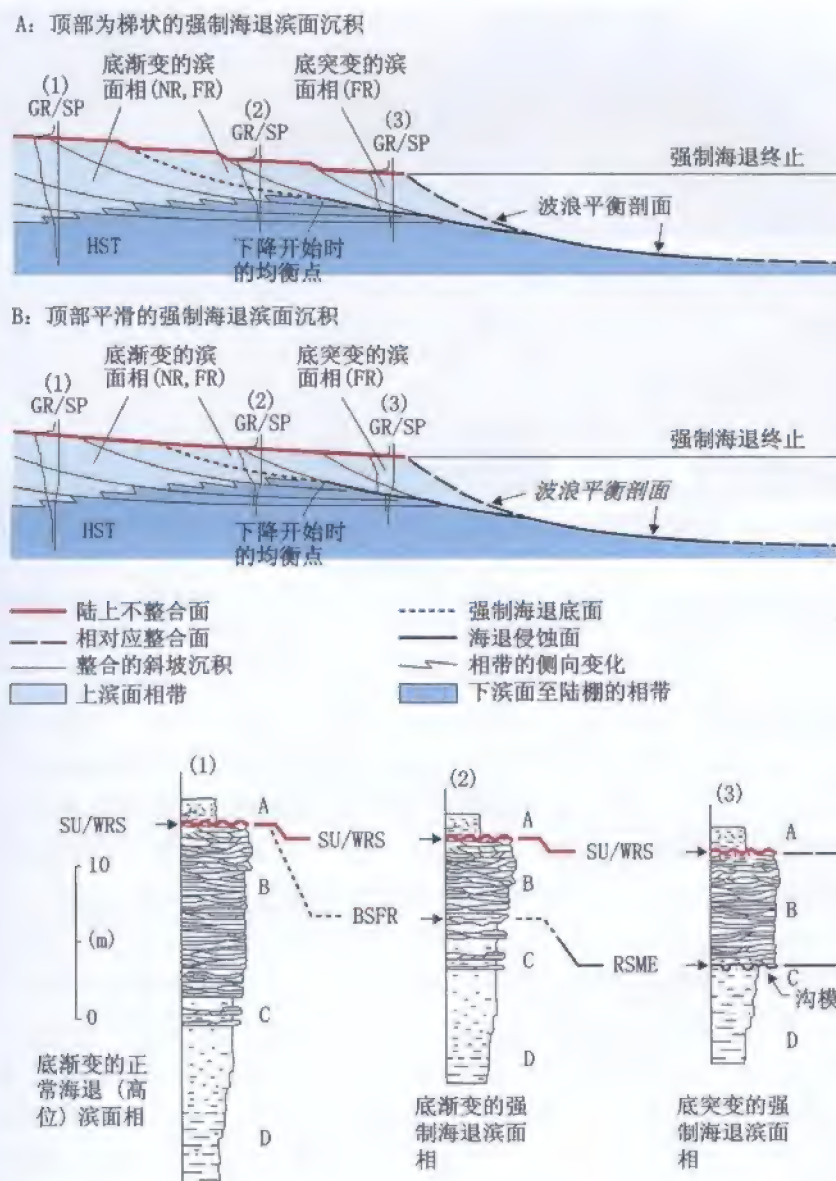 A: 顶部为梯状的强制海退滨面沉积
(1)
GR/SP
底渐变的滨
面相(NR,FR)
(2)
GR/SP
底突变的滨
面相(FR)
(3)
GR/SP
强制海退终止
波浪平衡剖面
HST
下降开始时
的均衡点
B: 顶部平滑的强制海退滨面沉积
(1)
GR/SP
底渐变的滨
面相(NR,FR)
(2)
GR/SP
底突变的滨
面相(FR)
(3)
GR/SP
强制海退终止
波浪平衡剖面
HST
下降开始时
的均衡点
陆上不整合面
强制海退底面
相对应整合面
海退侵蚀面
整合的斜坡沉积
相带的侧向变化
上滨面相带
下滨面至陆棚的相带
(1)
SU/WRS
A
B
C
D
10
(m)
0
底渐变的正
常海退(高
位)滨面相
(2)
SU/WRS
BSFR
A
B
C
D
底渐变的强
制海退滨面
相
(3)
SU/WRS
RSME
A
B
C
沟模
D
底突变的强
制海退滨面
相